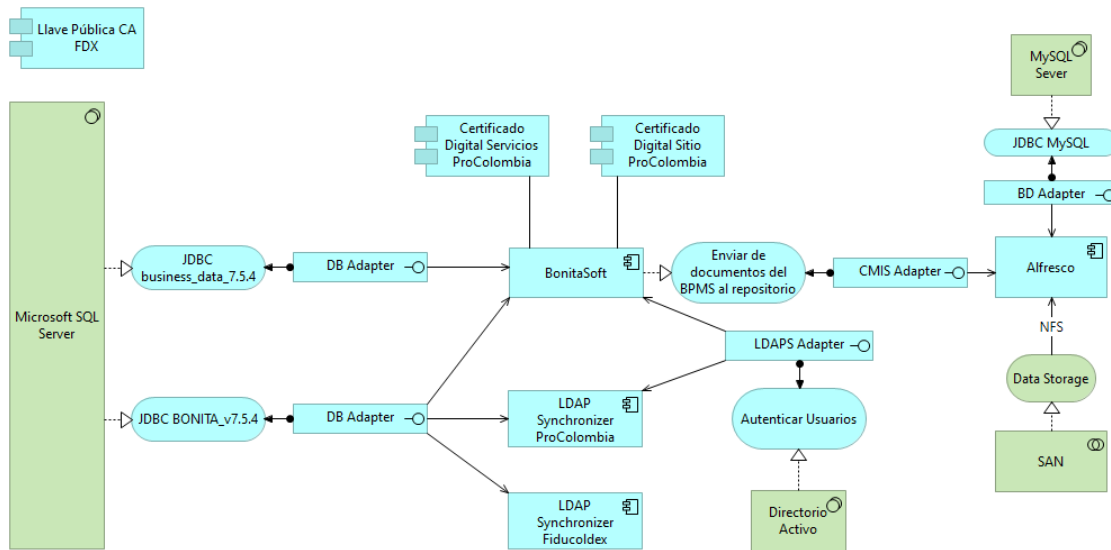 Llave Pública CA
FDX
MySQL
Sever
Certificado
Digital Servicios
ProColombia
Certificado
Digital Sitio
ProColombia
JDBC MySQL
BD Adapter
JDBC
business_data_7.5.4
DB Adapter
BonitaSoft
Enviar de
documentos del
BPMS al repositorio
CMIS Adapter
Alfresco
Microsoft SQL
Server
NFS
LDAPS Adapter
Data Storage
JDBC BONITA_v7.5.4
DB Adapter
LDAP
Synchronizer
ProColombia
Autenticar Usuarios
SAN
LDAP
Synchronizer
Fiducoldex
Directorio
Activo